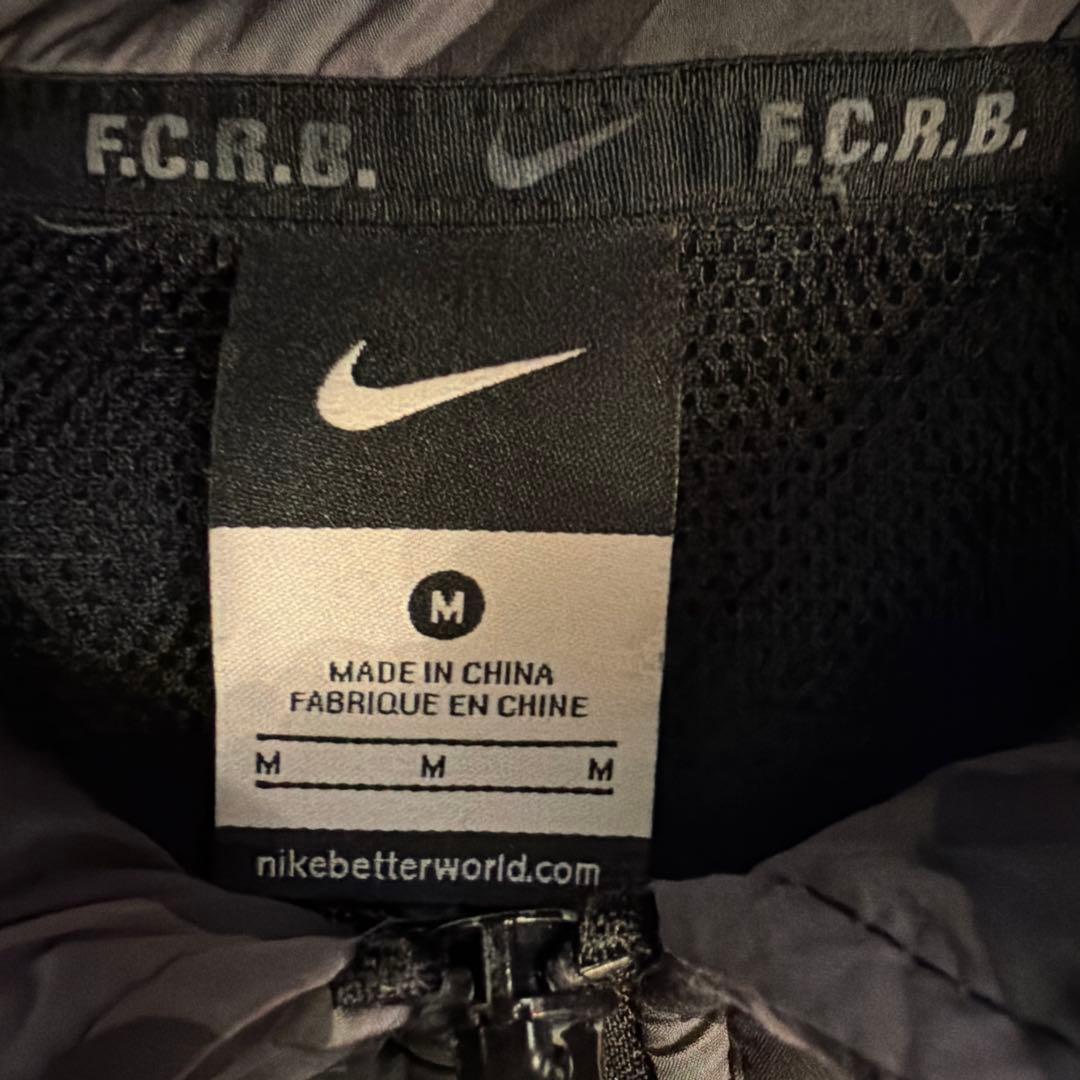 F.C.R.B. F.C.R.B.
M
MADE IN CHINA
FABRIQUE EN CHINE
M M M
nikebetterworld.com